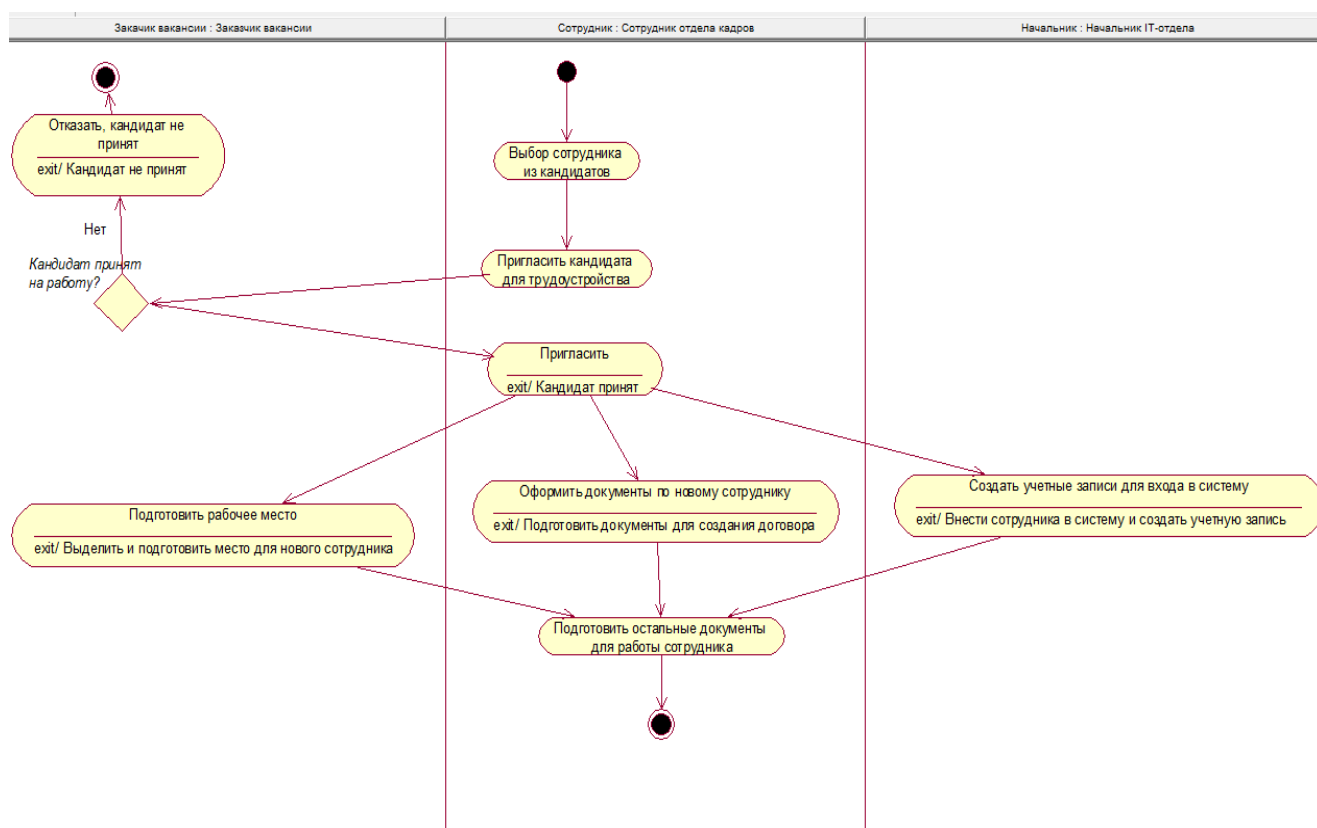 Закачик вакансии : Заказчик вакансии
Сотрудник : Сотрудник отдела кадров
Начальник : Начальник IT-отдела
Отказать, кандидат не
принят
exit/ Кандидат не принят
Выбор сотрудника
из кандидатов
Нет
Кандидат принят
на работу?
Пригласить кандидата
для трудоустройства
Пригласить
exit/ Кандидат принят
Подготовить рабочее место
exit/ Выделить и подготовить место для нового сотрудника
Оформить документы по новому сотруднику
exit/ Подготовить документы для создания договора
Создать учетные записи для входа в систему
exit/ Внести сотрудника в систему и создать учетную запись
Подготовить остальные документы
для работы сотрудника